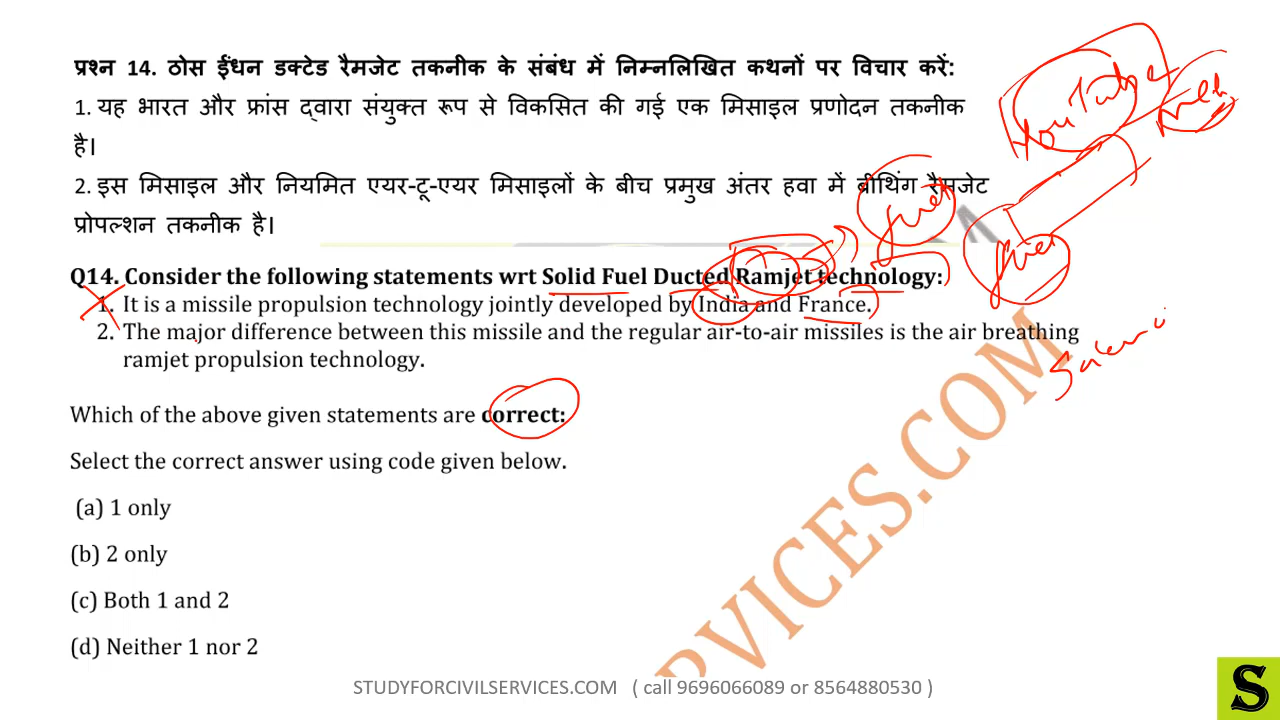 प्रश्न 14. ठोस ईंधन डक्टेड रैमजेट तकनीक के संबंध में निम्नलिखित कथनों पर विचार करें:
1. यह भारत और फ्रांस द्वारा संयुक्त रूप से विकसित की गई एक मिसाइल प्रणोदन तकनीक
है।
2. इस मिसाइल और नियमित एयर-टू-एयर मिसाइलों के बीच प्रमुख अंतर हवा में ब्रीथिंग रैमजेट
प्रोपल्शन तकनीक है।
YouTube
fuel
fuel
Q14. Consider the following statements wrt Solid Fuel Ducted Ramjet technology:
1. It is a missile propulsion technology jointly developed by India and France.
2. The major difference between this missile and the regular air-to-air missiles is the air breathing
ramjet propulsion technology.
Which of the above given statements are correct:
Select the correct answer using code given below.
(a) 1 only
(b) 2 only
(c) Both 1 and 2
(d) Neither 1 nor 2
RVICES.COM
STUDYFORCIVILSERVICES.COM ( call 9696066089 or 8564880530 )
S